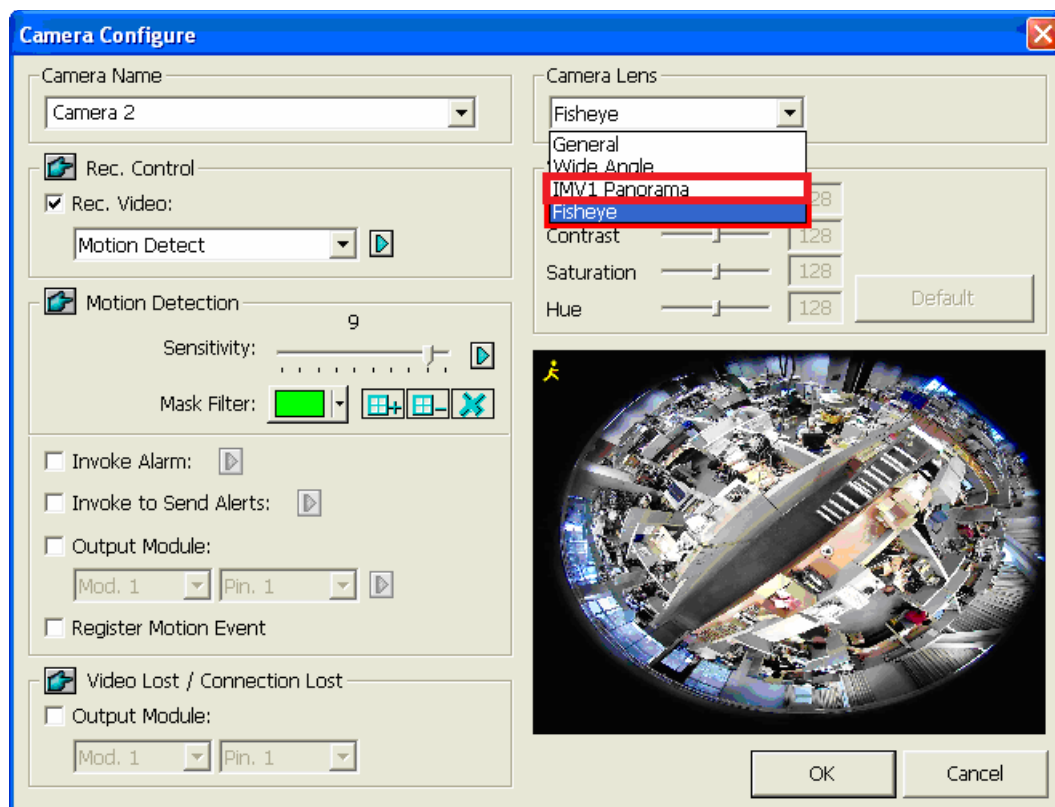 Camera Configure
Camera Name
Camera 2
Rec. Control
Rec. Video:
Motion Detect
Motion Detection
9
Sensitivity:
Mask Filter:
Invoke Alarm:
Invoke to Send Alerts:
Output Module:
Mod. 1 Pin. 1
Register Motion Event
Video Lost / Connection Lost
Output Module:
Mod. 1 Pin. 1
Camera Lens
Fisheye
General
Wide Angle
IMV1 Panorama
Fisheye
Contrast 128
Saturation 128
Hue 128
Default
OK Cancel